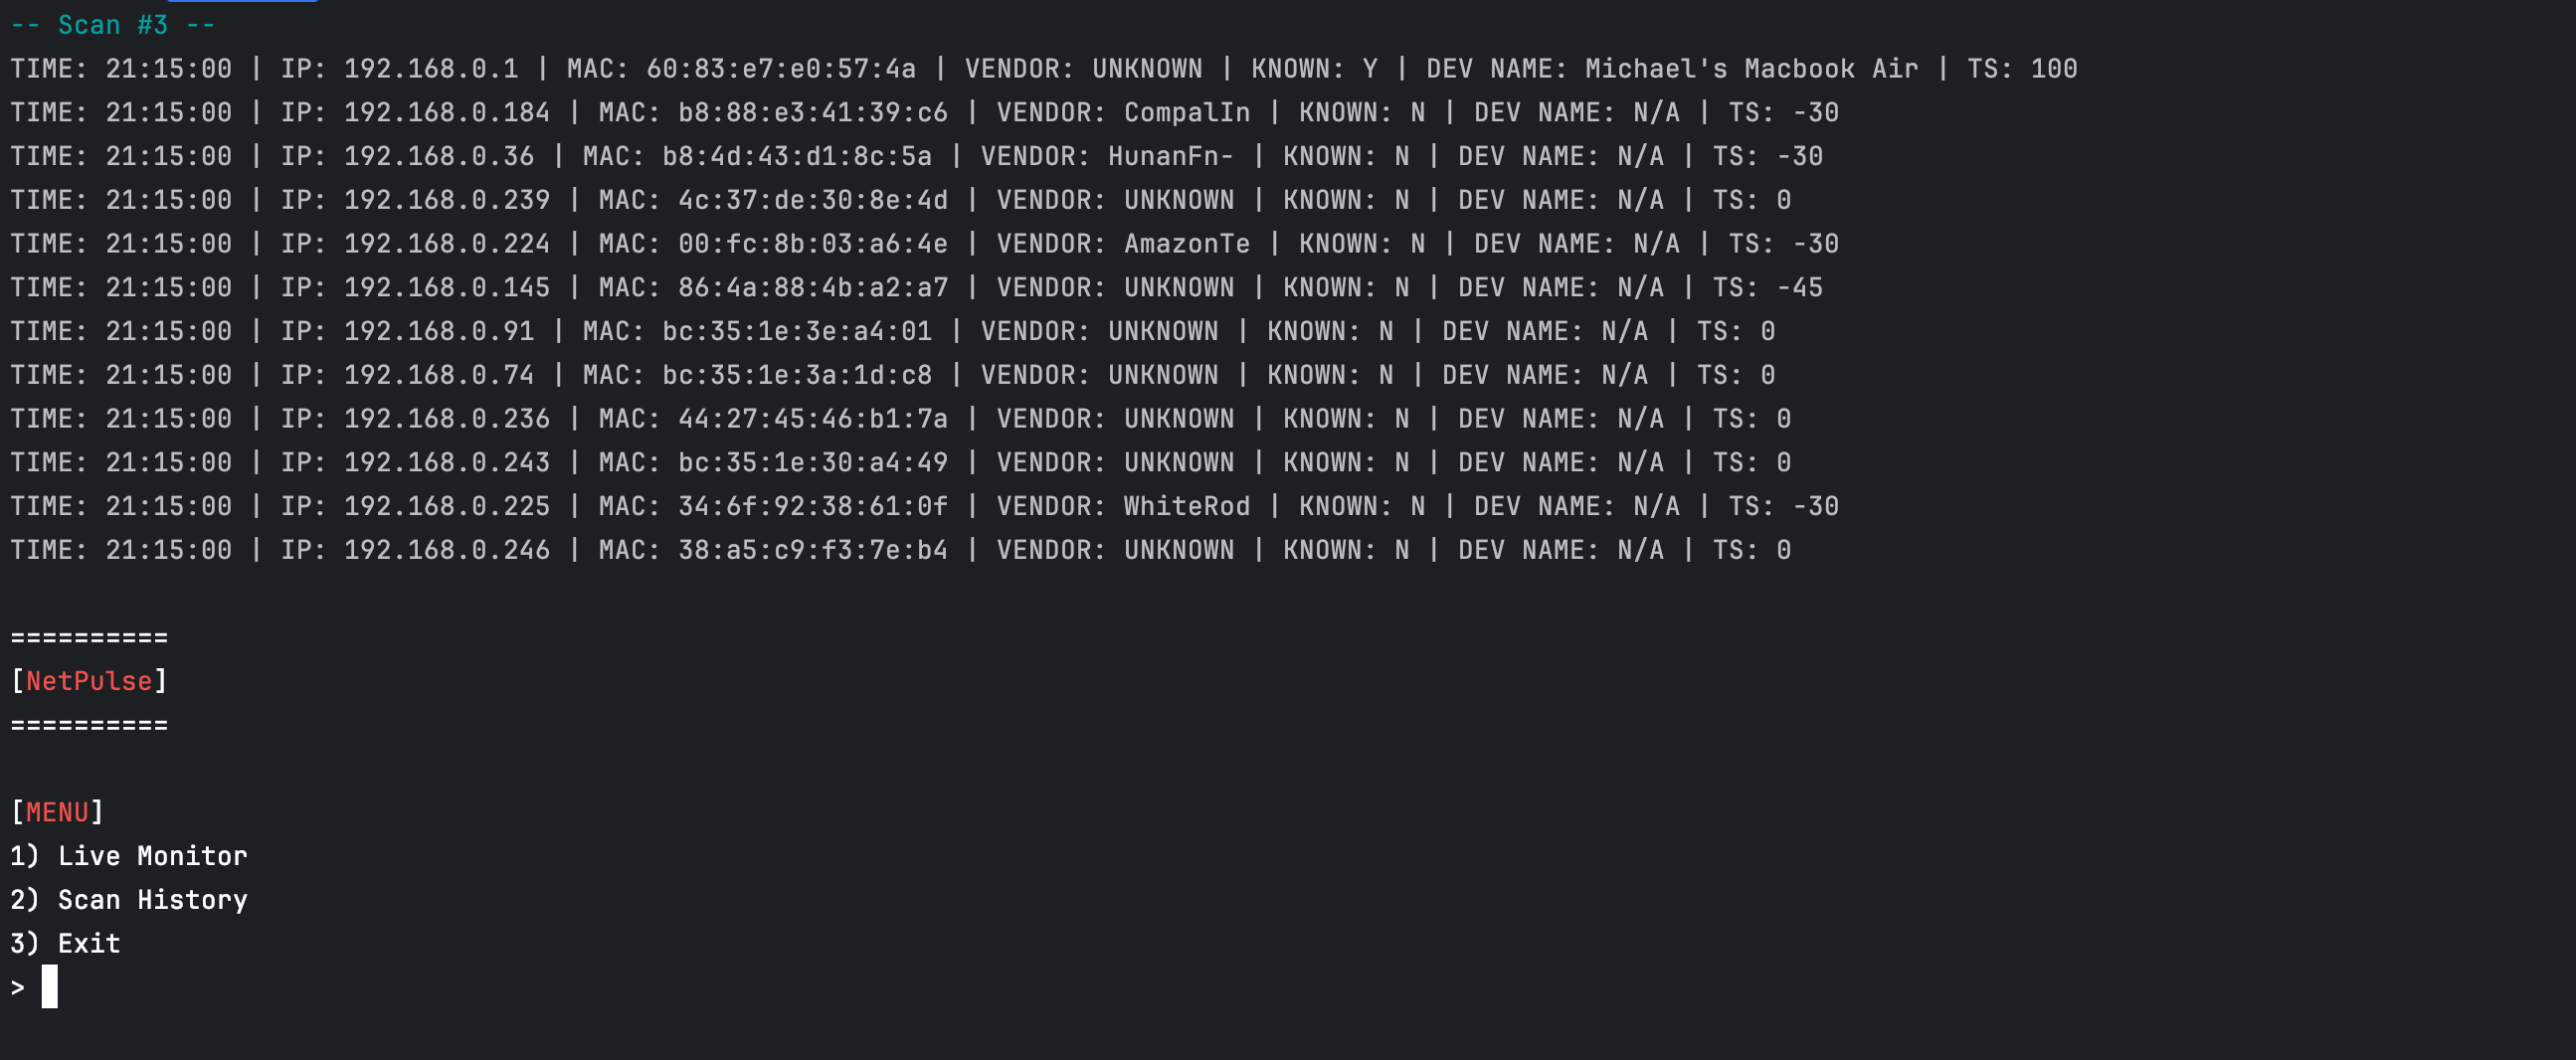 -- Scan #3 --
TIME: 21:15:00 | IP: 192.168.0.1 | MAC: 60:83:e7:e0:57:4a | VENDOR: UNKNOWN | KNOWN: Y | DEV NAME: Michael's Macbook Air | TS: 100
TIME: 21:15:00 | IP: 192.168.0.184 | MAC: b8:88:e3:41:39:c6 | VENDOR: CompalIn | KNOWN: N | DEV NAME: N/A | TS: -30
TIME: 21:15:00 | IP: 192.168.0.36 | MAC: b8:4d:43:d1:8c:5a | VENDOR: HunanFn- | KNOWN: N | DEV NAME: N/A | TS: -30
TIME: 21:15:00 | IP: 192.168.0.239 | MAC: 4c:37:de:30:8e:4d | VENDOR: UNKNOWN | KNOWN: N | DEV NAME: N/A | TS: 0
TIME: 21:15:00 | IP: 192.168.0.224 | MAC: 00:fc:8b:03:a6:4e | VENDOR: AmazonTe | KNOWN: N | DEV NAME: N/A | TS: -30
TIME: 21:15:00 | IP: 192.168.0.145 | MAC: 86:4a:88:4b:a2:a7 | VENDOR: UNKNOWN | KNOWN: N | DEV NAME: N/A | TS: -45
TIME: 21:15:00 | IP: 192.168.0.91 | MAC: bc:35:1e:3e:a4:01 | VENDOR: UNKNOWN | KNOWN: N | DEV NAME: N/A | TS: 0
TIME: 21:15:00 | IP: 192.168.0.74 | MAC: bc:35:1e:3a:1d:c8 | VENDOR: UNKNOWN | KNOWN: N | DEV NAME: N/A | TS: 0
TIME: 21:15:00 | IP: 192.168.0.236 | MAC: 44:27:45:46:b1:7a | VENDOR: UNKNOWN | KNOWN: N | DEV NAME: N/A | TS: 0
TIME: 21:15:00 | IP: 192.168.0.243 | MAC: bc:35:1e:30:a4:49 | VENDOR: UNKNOWN | KNOWN: N | DEV NAME: N/A | TS: 0
TIME: 21:15:00 | IP: 192.168.0.225 | MAC: 34:6f:92:38:61:0f | VENDOR: WhiteRod | KNOWN: N | DEV NAME: N/A | TS: -30
TIME: 21:15:00 | IP: 192.168.0.246 | MAC: 38:a5:c9:f3:7e:b4 | VENDOR: UNKNOWN | KNOWN: N | DEV NAME: N/A | TS: 0
==========
[NetPulse]
==========
[MENU]
1) Live Monitor
2) Scan History
3) Exit
>